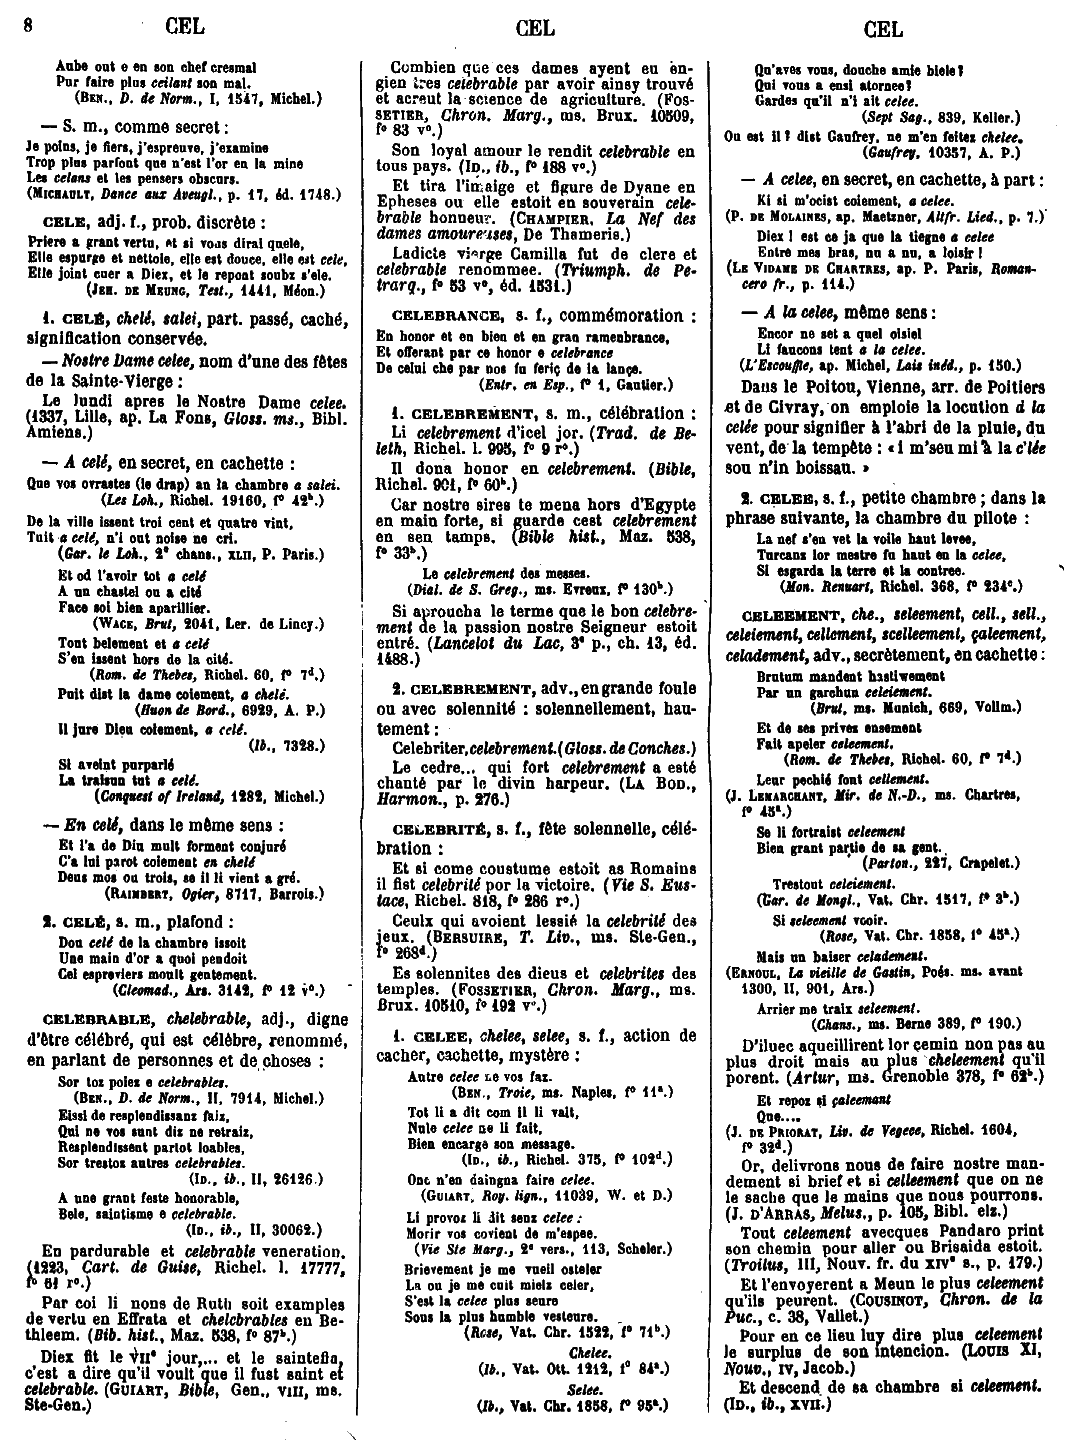 8 CEL CEL CEL
Aube out e en son chef cresmal
Pur faire plus ceilant son mal.
(BEN., D. de Norm., I, 1547, Michel.)
— S. m., comme secret :
Je poins, je fiers, j'espreuve, j'examine
Trop plus parfont que n'est l'or en la mine
Les celans et les pensers obscurs.
(MICHAULT, Dance aux Aveugl., p. 17, éd. 1748.)
CELE, adj. f., prob. discrète :
Priere a grant vertu, et si vous dirai quele,
Elle espurge et nettoie, elle est douce, elle est cele,
Elle joint cuer a Diex, et le repont soubz s'ele.
(JEH. DE MEUNG, Test., 1441, Méon.)
1. CELÉ, chelé, salei, part. passé, caché,
signification conservée.
— Nostre Dame celee, nom d'une des fêtes
de la Sainte-Vierge :
Le lundi apres le Nostre Dame celee.
(1337, Lille, ap. La Fons, Gloss. ms., Bibl.
Amiens.)
— A celé, en secret, en cachette :
Que vos ovrastes (le drap) an la chambre a salei.
(Les Loh., Richel. 19160, f° 42b.)
De la ville issent troi cent et quatre vint,
Tuit a celé, n'i out noise ne cri.
(Gar. le Loh., 2e chans., XLII, P. Paris.)
Et od l'avoir tot a celé
A un chastel ou a cité
Face soi bien aparillier.
(WACE, Brut, 2041, Ler. de Lincy.)
Tont belement et a celé
S'en issent hors de la cité.
(Rom. de Thebes, Richel. 60, f° 7d.)
Puit dist la dame coiement, a chelé.
(Huon de Bord., 6929, A. P.)
Il jure Dieu coiement, a celé.
(Ib., 7328.)
Si aveint purparlé
La traisun tut a celé.
(Conquest of Ireland, 1282, Michel.)
— En celé, dans le même sens :
Et l'a de Diu mult forment conjuré
C'a lui parot coiement en chelé
Deus mos ou trois, se il li vient a gré.
(RAIMBERT, Ogier, 8717, Barrois.)
2. CELÉ, s. m., plafond :
Dou celé de la chambre issoit
Une main d'or a quoi pendoit
Cel espreviers moult gentement.
(Cleomad., Ars. 3142, f° 12 v°.)
CELEBRABLE, chelebrable, adj., digne
d'être célébré, qui est célèbre, renommé,
en parlant de personnes et de choses :
Sor toz polez e celebrables.
(BEN., D. de Norm., II, 7914, Michel.)
Eissi de resplendissanz faiz,
Qui ne vos sunt diz ne retraiz,
Resplendissent partot loables,
Sor trestoz autres celebrables.
(ID., ib., II, 26126.)
A une grant feste honorable,
Bele, saintisme e celebrable.
(ID., ib., II, 30062.)
En pardurable et celebrable veneration.
(1223, Cart. de Guise, Richel. l. 17777,
f° 61 r°.)
Par coi li nons de Ruth soit examples
de vertu en Effrata et chelebrables en Be-
thleem. (Bib. hist., Maz. 538, f° 87b.)
Diex fit le VIIe jour,... et le saintefia,
c'est a dire qu'il voult que il fust saint et
celebrable. (GUIART, Bible, Gen., VIII, ms.
Ste-Gen.)
Combien que ces dames ayent eu en-
gien tres celebrable par avoir ainsy trouvé
et acreut la science de agriculture. (FOS-
SETIER, Chron. Marg., ms. Brux. 10509,
f° 83 v°.)
Son loyal amour le rendit celebrable en
tous pays. (ID., ib., f° 188 v°.)
Et tira l'imaige et figure de Dyane en
Epheses ou elle estoit en souverain cele-
brable honneur. (CHAMPIER, La Nef des
dames amoureuses, De Thameris.)
Ladicte vierge Camilla fut de clere et
celebrable renommee. (Triumph. de Pe-
trarq., f° 53 v°, éd. 1531.)
CELEBRANCE, s. f., commémoration :
En honor et en bien et en gran ramenbrance,
Et offerant par ce honor e celebrance
De celui che par nos fu feriç de la lançe.
(Entr. en Esp., f° 1, Gautier.)
1. CELEBREMENT, s. m., célébration :
Li celebrement d'icel jor. (Trad. de Be-
leth, Richel. l. 995, f° 9 r°.)
Il dona honor en celebrement. (Bible,
Richel. 901, f° 60b.)
Car nostre sires te mena hors d'Egypte
en main forte, si guarde cest celebrement
en sen tamps. (Bible hist., Maz. 538,
f° 33b.)
Le celebrement des messes.
(Dial. de S. Greg., ms. Evreux, f° 130b.)
Si aproucha le terme que le bon celebre-
ment de la passion nostre Seigneur estoit
entré. (Lancelot du Lac, 3e p., ch. 13, éd.
1488.)
2. CELEBREMENT, adv., en grande foule
ou avec solennité : solennellement, hau-
tement :
Celebriter, celebrement. (Gloss. de Conches.)
Le cedre... qui fort celebrement a esté
chanté par le divin harpeur. (LA BOD.,
Harmon., p. 276.)
CELEBRITÉ, s. f., fête solennelle, célé-
bration :
Et si come coustume estoit as Romains
il fist celebrité por la victoire. (Vie S. Eus-
tace, Richel. 818, f° 286 r°.)
Ceulx qui avoient lessié la celebrité des
jeux. (BERSUIRE, T. Liv., ms. Ste-Gen.,
f° 268d.)
Es solennites des dieus et celebrites des
temples. (FOSSETIER, Chron. Marg., ms.
Brux. 10510, f° 192 v°.)
1. CELEE, chelee, selee, s. f., action de
cacher, cachette, mystère :
Autre celee ne vos faz.
(BEN., Troie, ms. Naples, f° 11a.)
Tot li a dit com il li vait,
Nule celee ne li fait,
Bien encarge son message.
(ID., ib., Richel. 375, f° 102d.)
Onc n'en daingna faire celee.
(GUIART, Roy. lign., 11039, W. et D.)
Li provoz li dit senz celee :
Morir vos covient de m'espee.
(Vie Ste Marg., 2e vers., 113, Scheler.)
Brievement je me vueil osteler
La ou je me cuit mielz celer,
S'est la celee plus seure
Sous la plus humble vesteure.
(Rose, Vat. Chr. 1522, f° 71b.)
Chelee.
(Ib., Vat. Ott. 1212, f° 84a.)
Selee.
(Ib., Vat. Chr. 1858, f° 95a.)
Qu'aves vous, douche amie biele?
Qui vous a ensi atornee?
Gardes qu'il n'i ait celee.
(Sept Sag., 839, Keller.)
Ou est il ? dist Gaufrey, ne m'en feitez chelee.
(Gaufrey, 10357, A. P.)
— A celee, en secret, en cachette, à part :
Ki si m'ocist coiement, a celee.
(P. DE MOLAINES, ap. Maetzner, Altfr. Lied., p. 7.)
Diex ! est ce ja que la tiegne a celee
Entre mes bras, nu a nu, a loisir !
(LE VIDAME DE CHARTRES, ap. P. Paris, Roman-
cero fr., p. 114.)
— A la celee, même sens :
Encor ne set a quel oisiel
Li faucons tent a la celee.
(L'Escouffle, ap. Michel, Lais inéd., p. 150.)
Dans le Poitou, Vienne, arr. de Poitiers
et de Civray, on emploie la locution à la
celée pour signifier à l'abri de la pluie, du
vent, de la tempête : « i m'seu mi à la c'lée
sou n'in boissau. »
2. CELEE, s. f., petite chambre ; dans la
phrase suivante, la chambre du pilote :
La nef s'en vet la voile haut levee,
Turcanz lor mestre fu haut en la celee,
Si esgarda la terre et la contree.
(Mon. Renuart, Richel. 368, f° 234c.)
CELEEMENT, che., seleement, cell., sell.,
celeiement, cellement, scelleement, çaleement,
celadement, adv., secrètement, en cachette :
Brutum mandent hastiwement
Par un garchun celeiement.
(Brut, ms. Munich, 669, Vollm.)
Et de ses prives ensement
Fait apeler celeement.
(Rom. de Thebes, Richel. 60, f° 7d.)
Leur pechié font cellement.
(J. LEMARCHANT, Mir. de N.-D., ms. Chartres,
f° 45a.)
Se li fortraist celeement
Bien grant partie de sa gent.
(Parton., 227, Crapelet.)
Trestout celeiement.
(Gar. de Mongl., Vat. Chr. 1517, f° 3b.)
Si seleement vooir.
(Rose, Vat. Chr. 1858, f° 45a.)
Mais un baiser celadement.
(ERNOUL, La vieille de Gastin, Poés. ms. avant
1300, II, 901, Ars.)
Arrier me traix seleement.
(Chans., ms. Berne 389, f° 190.)
D'iluec aqueillirent lor cemin non pas au
plus droit mais au plus cheleement qu'il
porent. (Artur, ms. Grenoble 378, f° 62b.)
Et repoz si çaleemant
Que....
(J. DE PRIORAT, Liv. de Vegece, Richel. 1604,
f° 32d.)
Or, delivrons nous de faire nostre man-
dement si brief et si celleement que on ne
le sache que le mains que nous pourrons.
(J. D'ARRAS, Melus., p. 105, Bibl. elz.)
Tout celeement avecques Pandaro print
son chemin pour aller ou Brisaida estoit.
(Troilus, III, Nouv. fr. du XIVe s., p. 179.)
Et l'envoyerent a Meun le plus celeement
qu'ils peurent. (COUSINOT, Chron. de la
Puc., c. 38, Vallet.)
Pour en ce lieu luy dire plus celeement
le surplus de son intencion. (LOUIS XI,
Nouv., IV, Jacob.)
Et descend de sa chambre si celeement.
(ID., ib., XVII.)